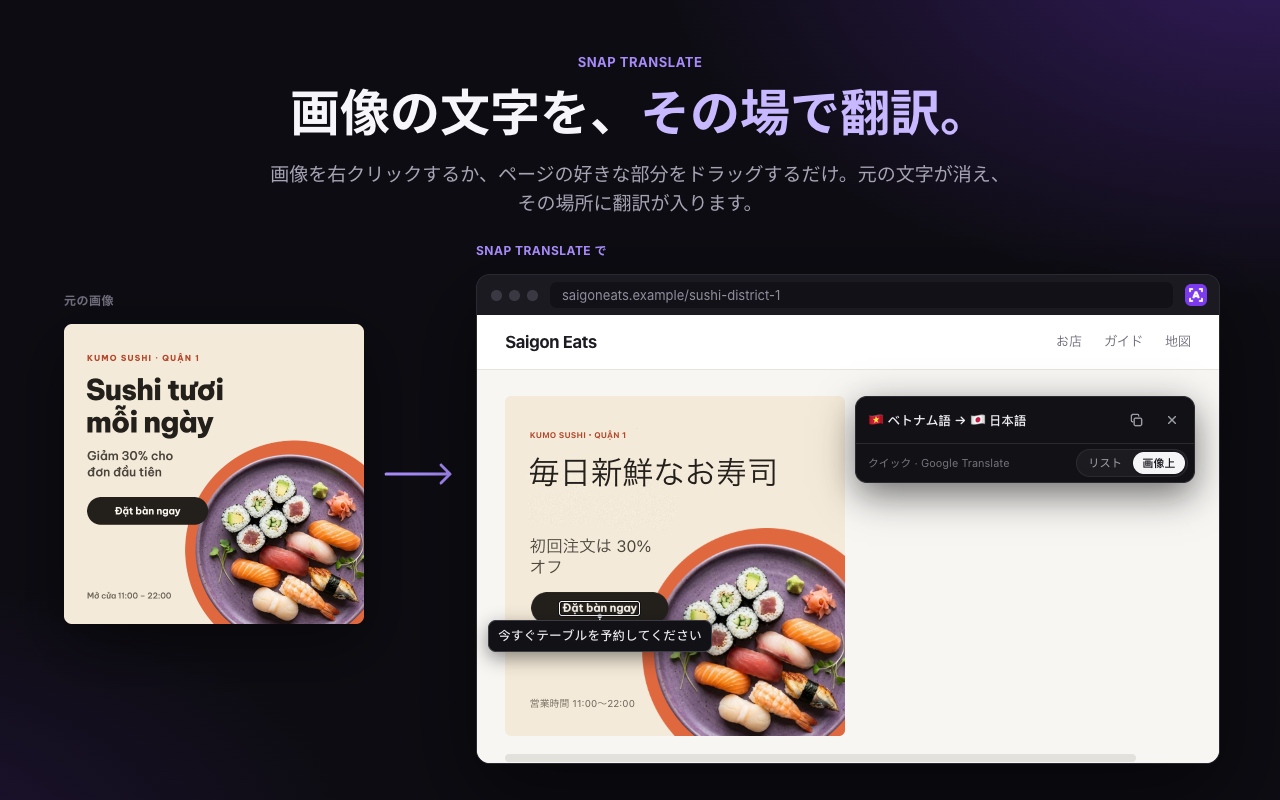 SNAP TRANSLATE
画像の文字を、その場で翻訳。
画像を右クリックするか、ページの好きな部分をドラッグするだけ。元の文字が消え、
その場所に翻訳が入ります。
元の画像
KUMO SUSHI · QUẬN 1
Sushi tươi
mỗi ngày
Giảm 30% cho
đơn đầu tiên
Đặt bàn ngay
Mở cửa 11:00 – 22:00
SNAP TRANSLATE で
saigoneats.example/sushi-district-1
A
Saigon Eats
お店
ガイド
地図
KUMO SUSHI · QUẬN 1
毎日新鮮なお寿司
初回注文は 30%
オフ
Đặt bàn ngay
今すぐテーブルを予約してください
営業時間 11:00〜22:00
ベトナム語 → 日本語
クイック · Google Translate
リスト
画像上